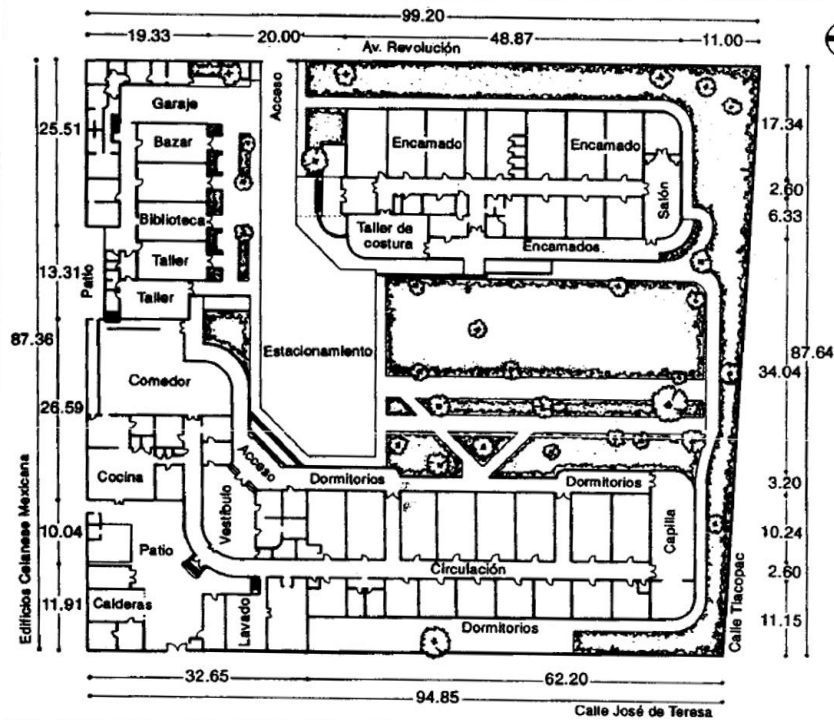 99.20
19.33
20.00
48.87
11.00
Av. Revolución
Acceso
Garaje
25.51
Bazar
Encamado
Encamado
17.34
2.60
Salón
6.33
Biblioteca
Taller de
costura
Encamados
Taller
13.31
Patio
Taller
87.36
Estacionamiento
87.64
34.04
Comedor
26.59
Acceso
Cocina
Dormitorios
Dormitorios
3.20
Vestíbulo
Edificios Celanese Mexicana
10.04
Patio
Capilla
10.24
Circulación
2.60
Calderas
11.91
Lavado
Dormitorios
11.15
Calle Tlacopac
32.65
62.20
94.85
Calle José de Teresa